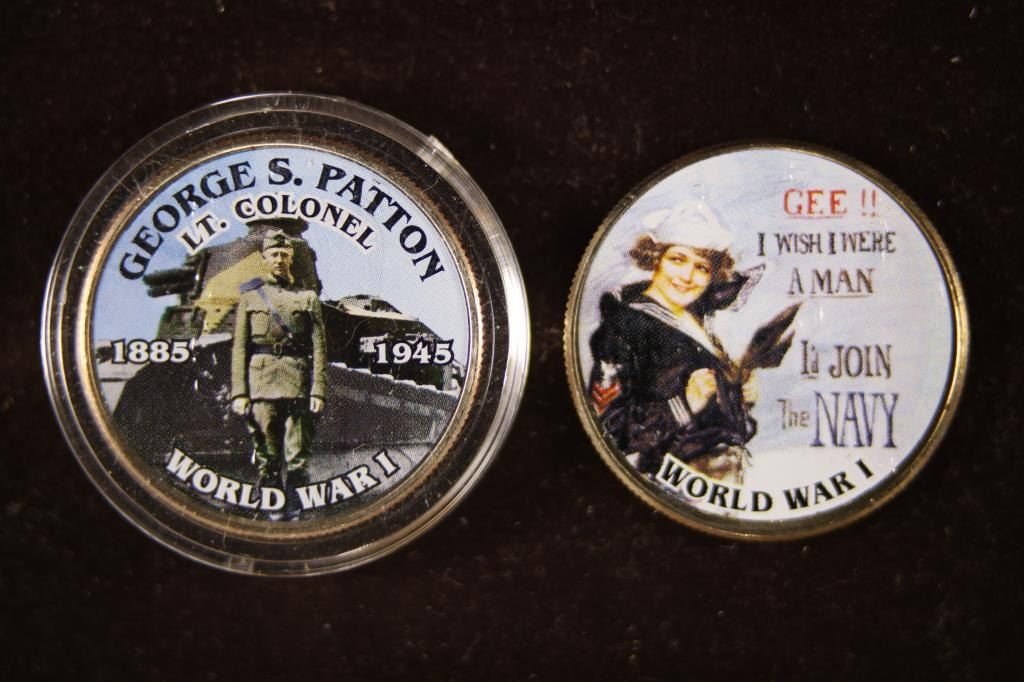 GEORGE S. PATTON
LT. COLONEL
1885 1945
WORLD WAR I
GEE !!
I WISH I WERE
A MAN
I'd JOIN
The NAVY
WORLD WAR I